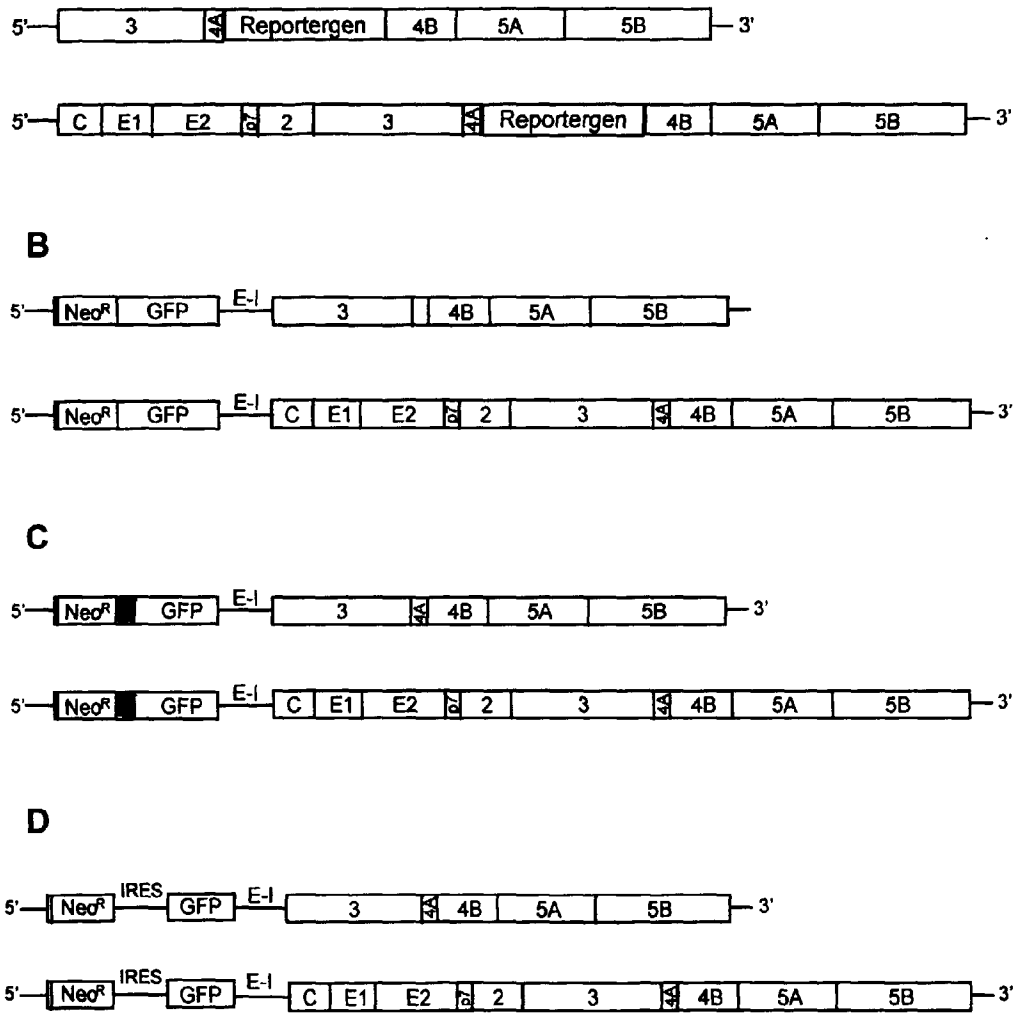 5' 3 4A Reportergen 4B 5A 5B 3'
5' C E1 E2 p7 2 3 4A Reportergen 4B 5A 5B 3'
B
5' Neoᴿ GFP E-I 3 4B 5A 5B
5' Neoᴿ GFP E-I C E1 E2 p7 2 3 4A 4B 5A 5B 3'
C
5' Neoᴿ GFP E-I 3 4A 4B 5A 5B 3'
5' Neoᴿ GFP E-I C E1 E2 p7 2 3 4A 4B 5A 5B 3'
D
5' Neoᴿ IRES GFP E-I 3 4A 4B 5A 5B 3'
5' Neoᴿ IRES GFP E-I C E1 E2 p7 2 3 4A 4B 5A 5B 3'